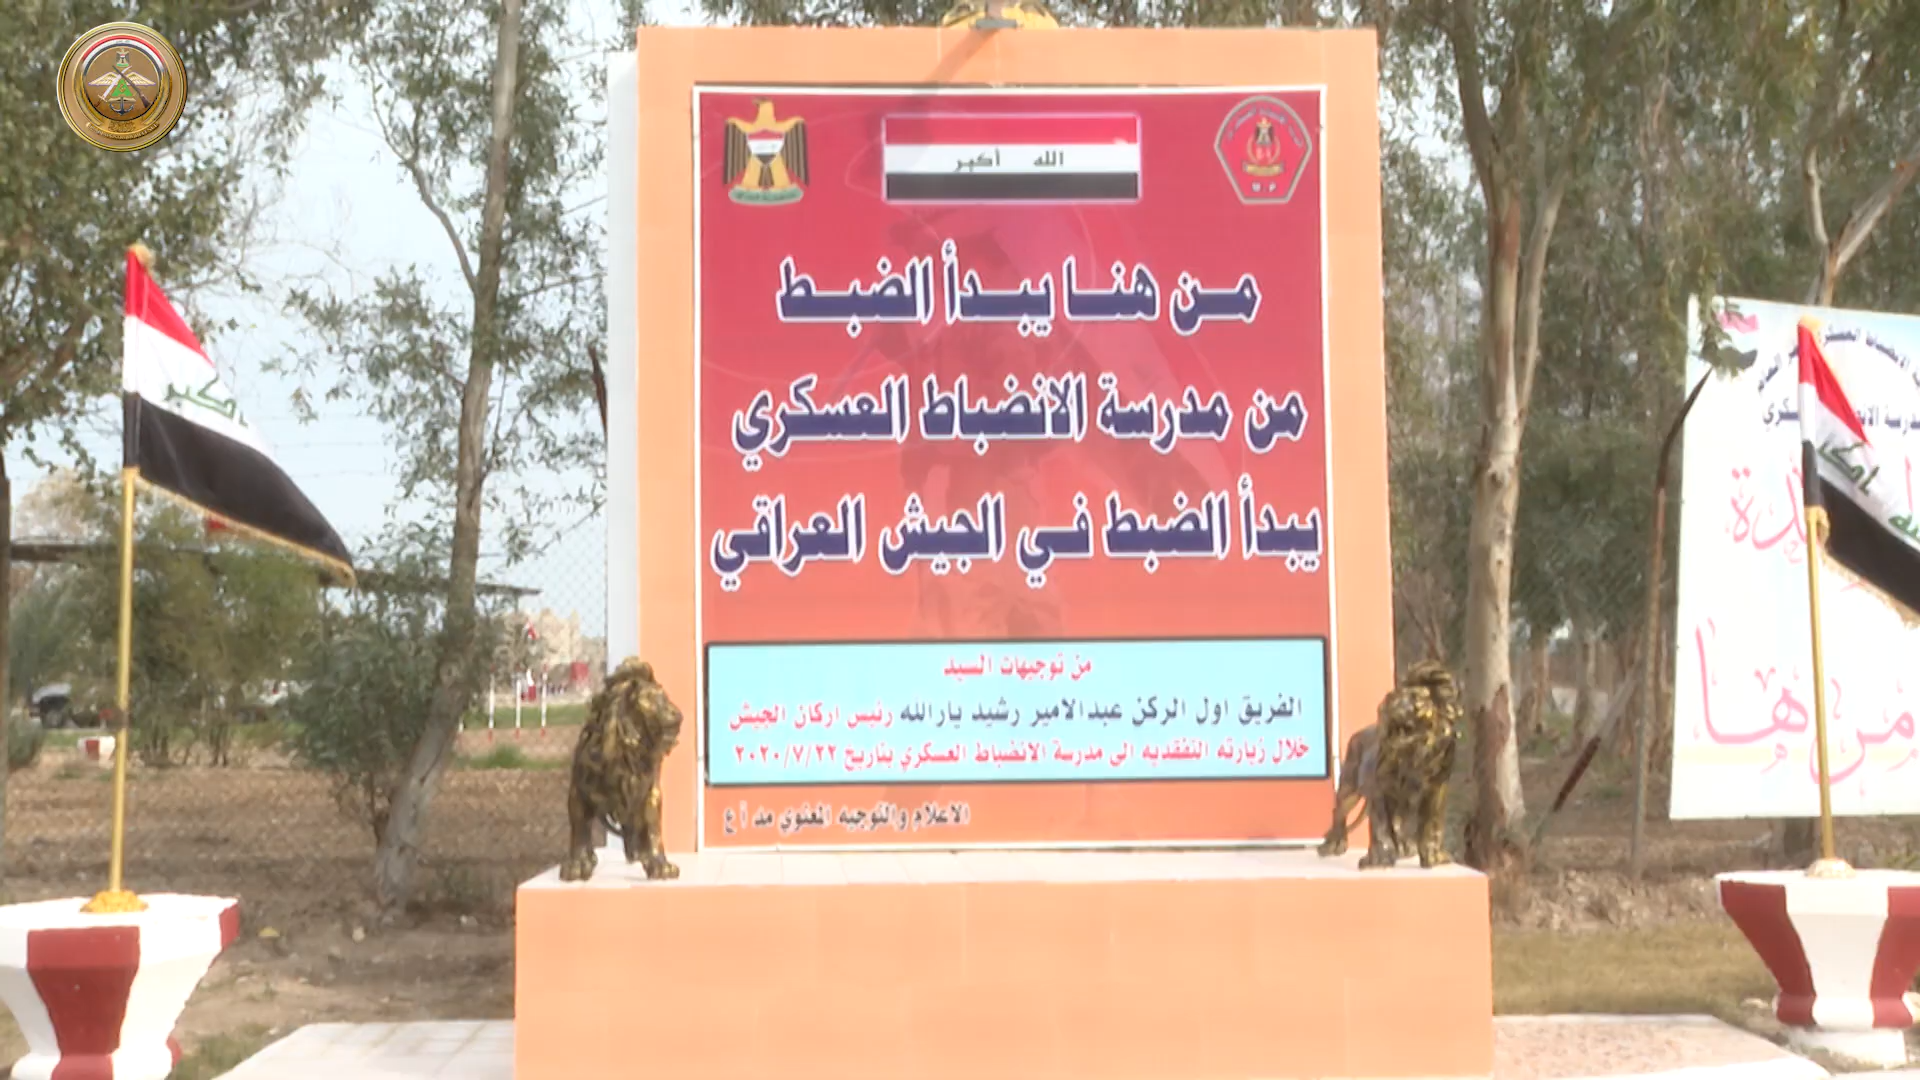 الله أكبر
من هنا يبدأ الضبط
من مدرسة الانضباط العسكري
يبدأ الضبط في الجيش العراقي
من توجيهات السيد
الفريق اول الركن عبدالامير رشيد يارالله رئيس اركان الجيش
خلال زيارته التفقديه الى مدرسة الانضباط العسكري بتاريخ ٢٠٢٠/٧/٢٢
الاعلام والتوجيه المعنوي مد أ ع
من ها